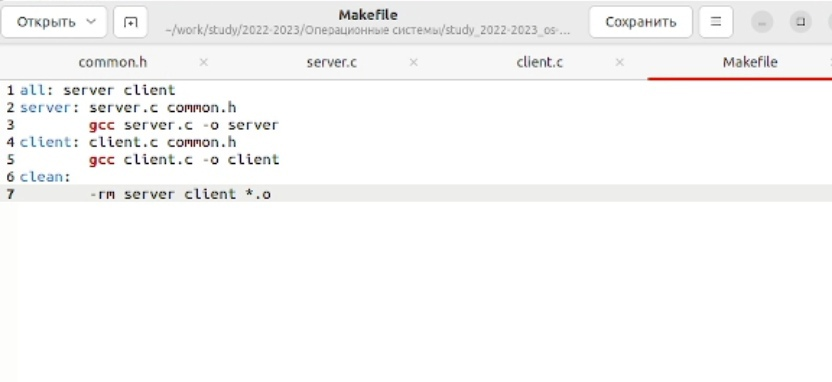 Открыть
Makefile
~/work/study/2022-2023/Операционные системы/study_2022-2023_os-...
Сохранить
common.h
server.c
client.c
Makefile
1 all: server client
2 server: server.c common.h
3 gcc server.c -o server
4 client: client.c common.h
5 gcc client.c -o client
6 clean:
7 -rm server client *.o